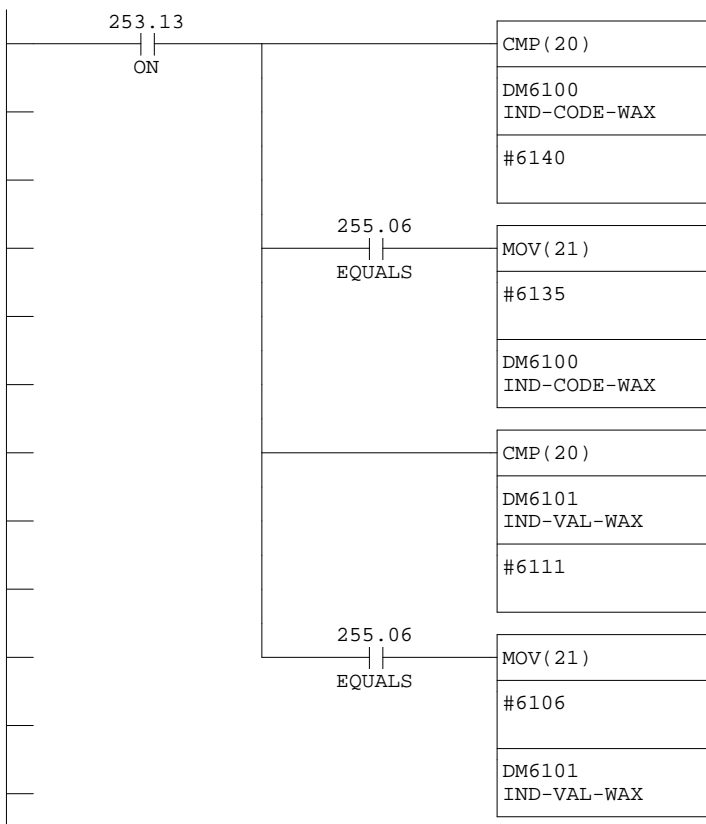 253.13
ON
CMP(20)
DM6100
IND-CODE-WAX
#6140
255.06
EQUALS
MOV(21)
#6135
DM6100
IND-CODE-WAX
CMP(20)
DM6101
IND-VAL-WAX
#6111
255.06
EQUALS
MOV(21)
#6106
DM6101
IND-VAL-WAX